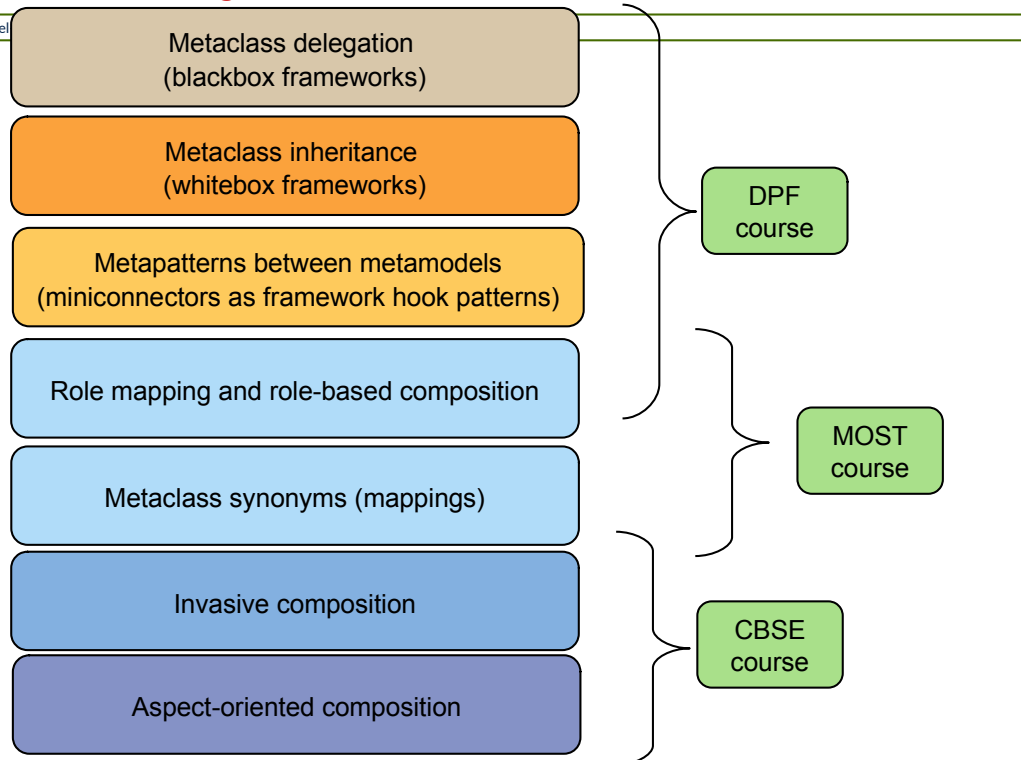 Metaclass delegation
(blackbox frameworks)
Metaclass inheritance
(whitebox frameworks)
Metapatterns between metamodels
(miniconnectors as framework hook patterns)
Role mapping and role-based composition
Metaclass synonyms (mappings)
Invasive composition
Aspect-oriented composition
DPF
course
MOST
course
CBSE
course